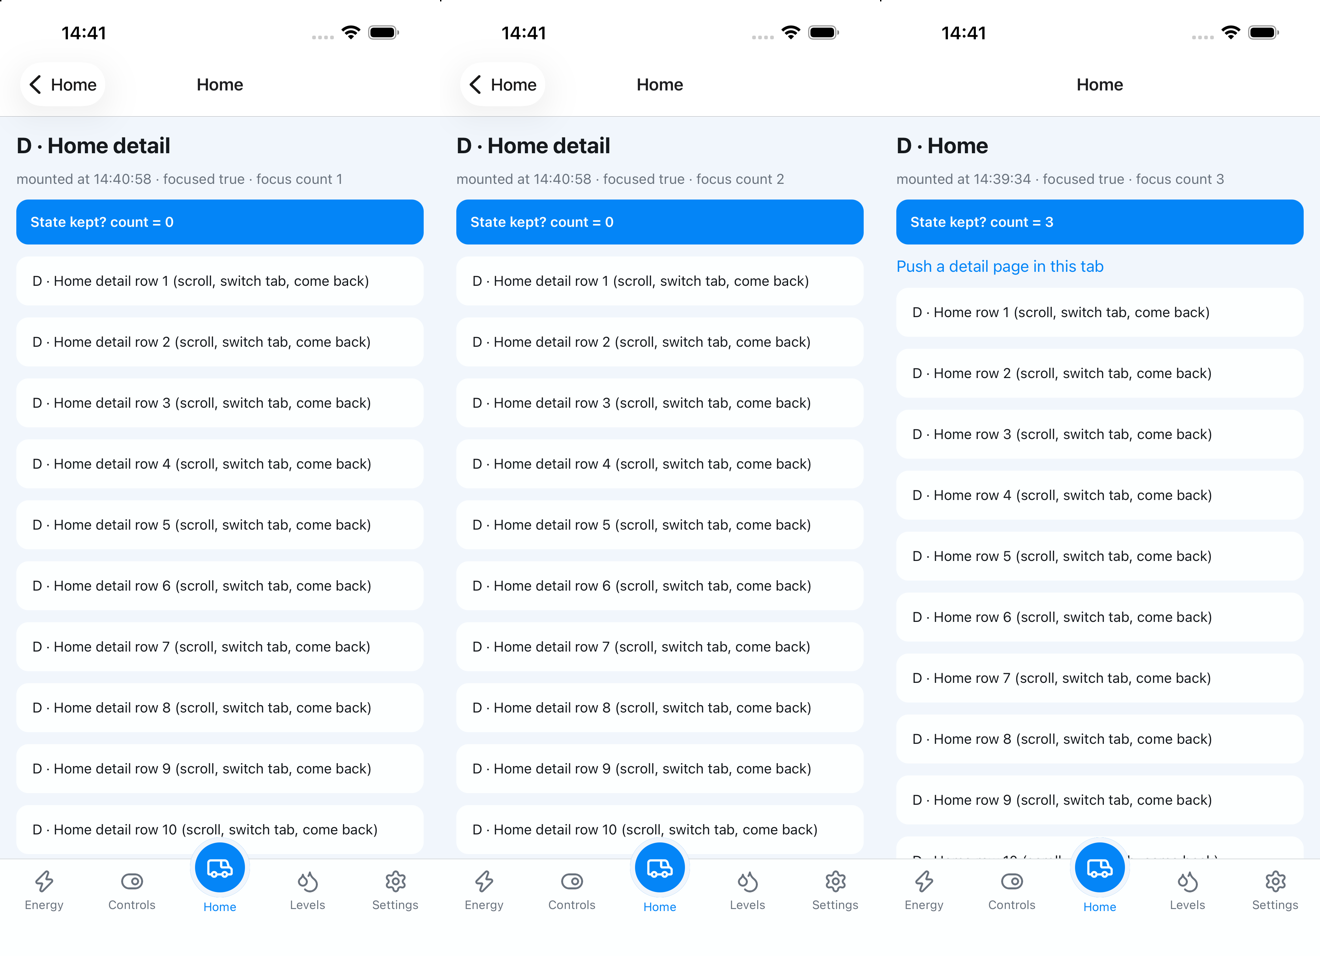 14:41
Home
Home
D · Home detail
mounted at 14:40:58 · focused true · focus count 1
State kept? count = 0
D · Home detail row 1 (scroll, switch tab, come back)
D · Home detail row 2 (scroll, switch tab, come back)
D · Home detail row 3 (scroll, switch tab, come back)
D · Home detail row 4 (scroll, switch tab, come back)
D · Home detail row 5 (scroll, switch tab, come back)
D · Home detail row 6 (scroll, switch tab, come back)
D · Home detail row 7 (scroll, switch tab, come back)
D · Home detail row 8 (scroll, switch tab, come back)
D · Home detail row 9 (scroll, switch tab, come back)
D · Home detail row 10 (scroll, switch tab, come back)
Energy
Controls
Home
Levels
Settings
14:41
Home
Home
D · Home detail
mounted at 14:40:58 · focused true · focus count 2
State kept? count = 0
D · Home detail row 1 (scroll, switch tab, come back)
D · Home detail row 2 (scroll, switch tab, come back)
D · Home detail row 3 (scroll, switch tab, come back)
D · Home detail row 4 (scroll, switch tab, come back)
D · Home detail row 5 (scroll, switch tab, come back)
D · Home detail row 6 (scroll, switch tab, come back)
D · Home detail row 7 (scroll, switch tab, come back)
D · Home detail row 8 (scroll, switch tab, come back)
D · Home detail row 9 (scroll, switch tab, come back)
D · Home detail row 10 (scroll, switch tab, come back)
Energy
Controls
Home
Levels
Settings
14:41
Home
D · Home
mounted at 14:39:34 · focused true · focus count 3
State kept? count = 3
Push a detail page in this tab
D · Home row 1 (scroll, switch tab, come back)
D · Home row 2 (scroll, switch tab, come back)
D · Home row 3 (scroll, switch tab, come back)
D · Home row 4 (scroll, switch tab, come back)
D · Home row 5 (scroll, switch tab, come back)
D · Home row 6 (scroll, switch tab, come back)
D · Home row 7 (scroll, switch tab, come back)
D · Home row 8 (scroll, switch tab, come back)
D · Home row 9 (scroll, switch tab, come back)
Energy
Controls
Home
Levels
Settings